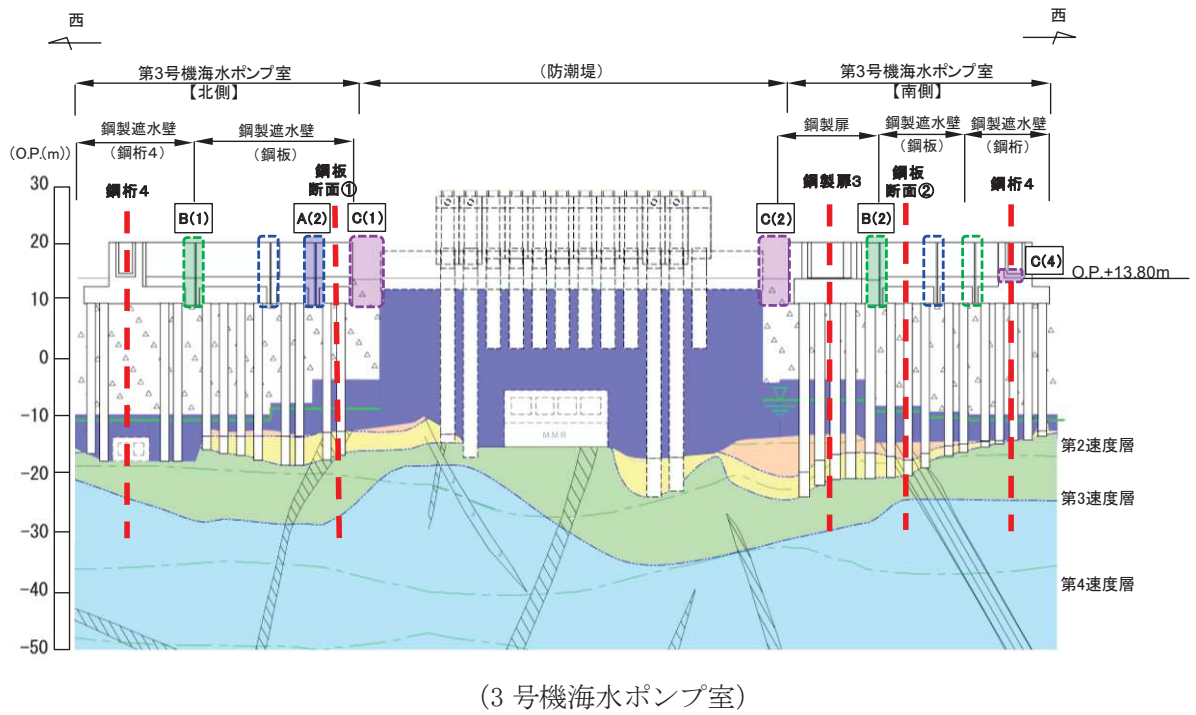 西
西
第3号機海水ポンプ室
【北側】
(防潮堤)
第3号機海水ポンプ室
【南側】
鋼製遮水壁
(鋼桁4)
鋼製遮水壁
(鋼板)
鋼製扉
鋼製遮水壁
(鋼板)
鋼製遮水壁
(鋼桁)
(O.P.(m))
鋼桁4
鋼板
断面①
鋼製扉3
鋼板
断面②
鋼桁4
B(1)
A(2)
C(1)
C(2)
B(2)
C(4)
O.P.+13.80m
30
20
10
0
-10
-20
-30
-40
-50
M.M.R
第2速度層
第3速度層
第4速度層
(3 号機海水ポンプ室)